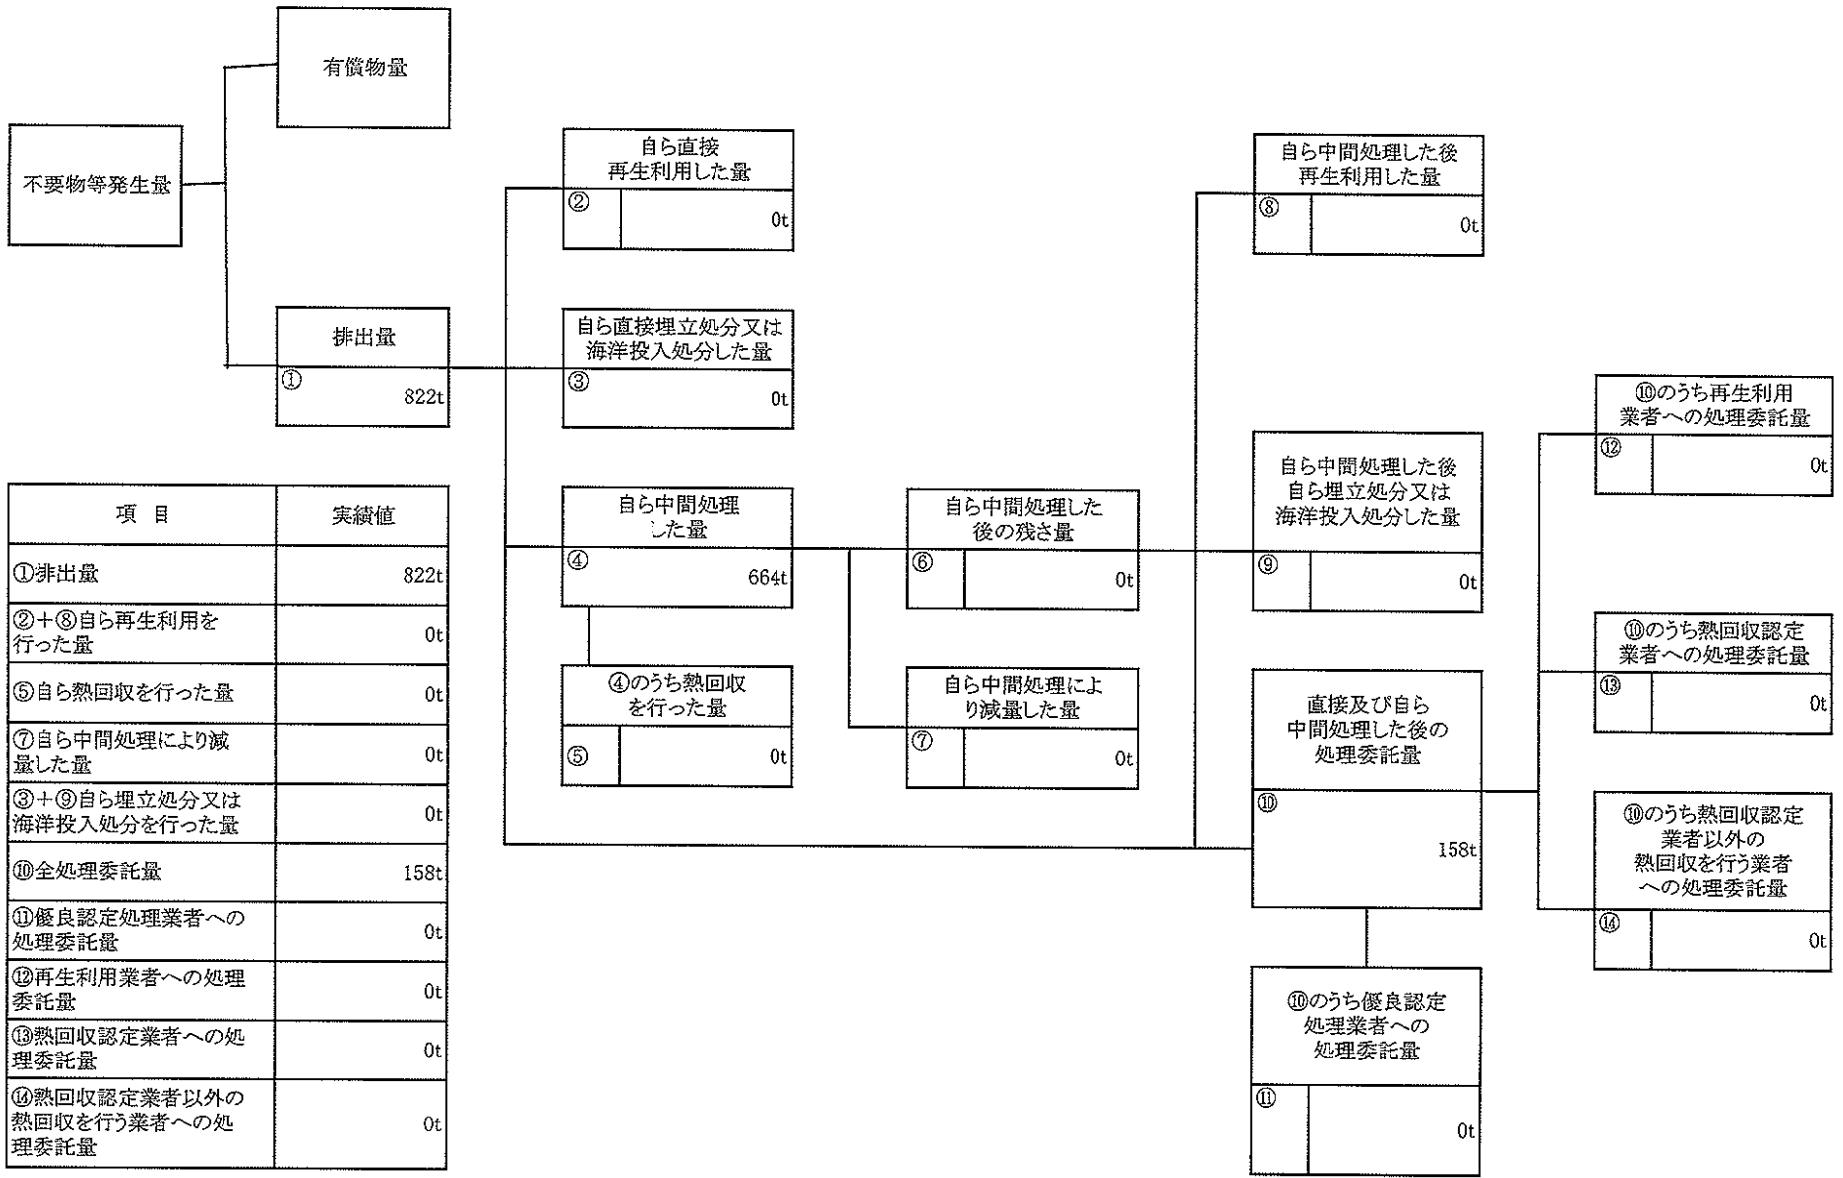 有償物量
不要物等発生量
排出量
①
822t
自ら直接
再生利用した量
②
0t
自ら直接埋立処分又は
海洋投入処分した量
③
0t
自ら中間処理
した量
④
664t
④のうち熱回収
を行った量
⑤
0t
自ら中間処理した
後の残さ量
⑥
0t
自ら中間処理によ
り減量した量
⑦
0t
自ら中間処理した後
再生利用した量
⑧
0t
自ら中間処理した後
自ら埋立処分又は
海洋投入処分した量
⑨
0t
直接及び自ら
中間処理した後の
処理委託量
⑩
158t
⑩のうち優良認定
処理業者への
処理委託量
⑪
0t
⑩のうち再生利用
業者への処理委託量
⑫
0t
⑩のうち熱回収認定
業者への処理委託量
⑬
0t
⑩のうち熱回収認定
業者以外の
熱回収を行う業者
への処理委託量
⑭
0t
項 目 実績値
①排出量 822t
②＋⑧自ら再生利用を
行った量 0t
⑤自ら熱回収を行った量 0t
⑦自ら中間処理により減
量した量 0t
③＋⑨自ら埋立処分又は
海洋投入処分を行った量 0t
⑩全処理委託量 158t
⑪優良認定処理業者への
処理委託量 0t
⑫再生利用業者への処理
委託量 0t
⑬熱回収認定業者への処
理委託量 0t
⑭熱回収認定業者以外の
熱回収を行う業者への処
理委託量 0t